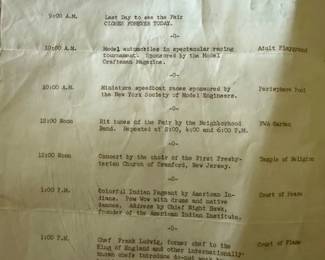 9:00 A.M. Last Day to see the Fair
CLOSES FOREVER TODAY.
-0-
10:00 A.M. Model automobiles in spectacular racing Adult Playground
tournament. Sponsored by the Model
Craftsman Magazine.
-0-
10:00 A.M. Miniature speedboat races sponsored by Perisphere Pool
the New York Society of Model Engineers.
-0-
12:00 Noon Hit tunes of the Fair by the Neighborhood PWA Garden
Band. Repeated at 2:00, 4:00 and 6:00 P.M.
-0-
12:00 Noon Concert by the choir of the First Presby- Temple of Religion
terian Church of Cranford, New Jersey.
-0-
1:00 P.M. Colorful Indian Pageant by American In- Court of Peace
dians. Pow Wow with drums and native
dances. Address by Chief Night Hawk,
founder of the American Indian Institute.
-0-
1:00 P.M. Chef Frank Ludwig, former chef to the Court of Flame
King of England and other internationally-
known chefs introduce